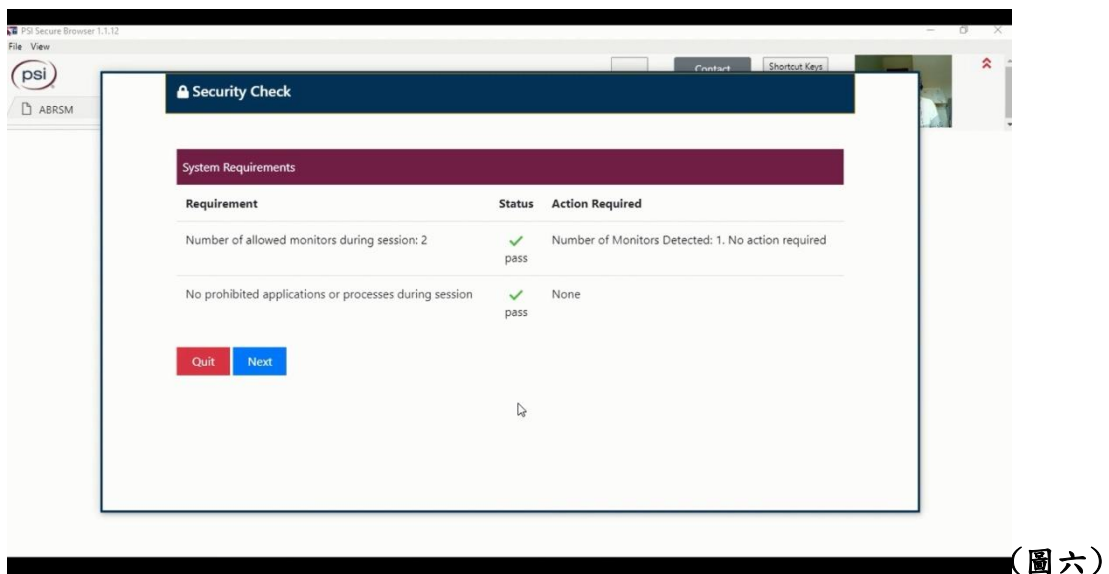 PSI Secure Browser 1.1.12
File View
psi
Contact
Shortcut Keys
ABRSM
Security Check
System Requirements
Requirement Status Action Required
Number of allowed monitors during session: 2 pass Number of Monitors Detected: 1. No action required
No prohibited applications or processes during session pass None
Quit Next
(圖六)